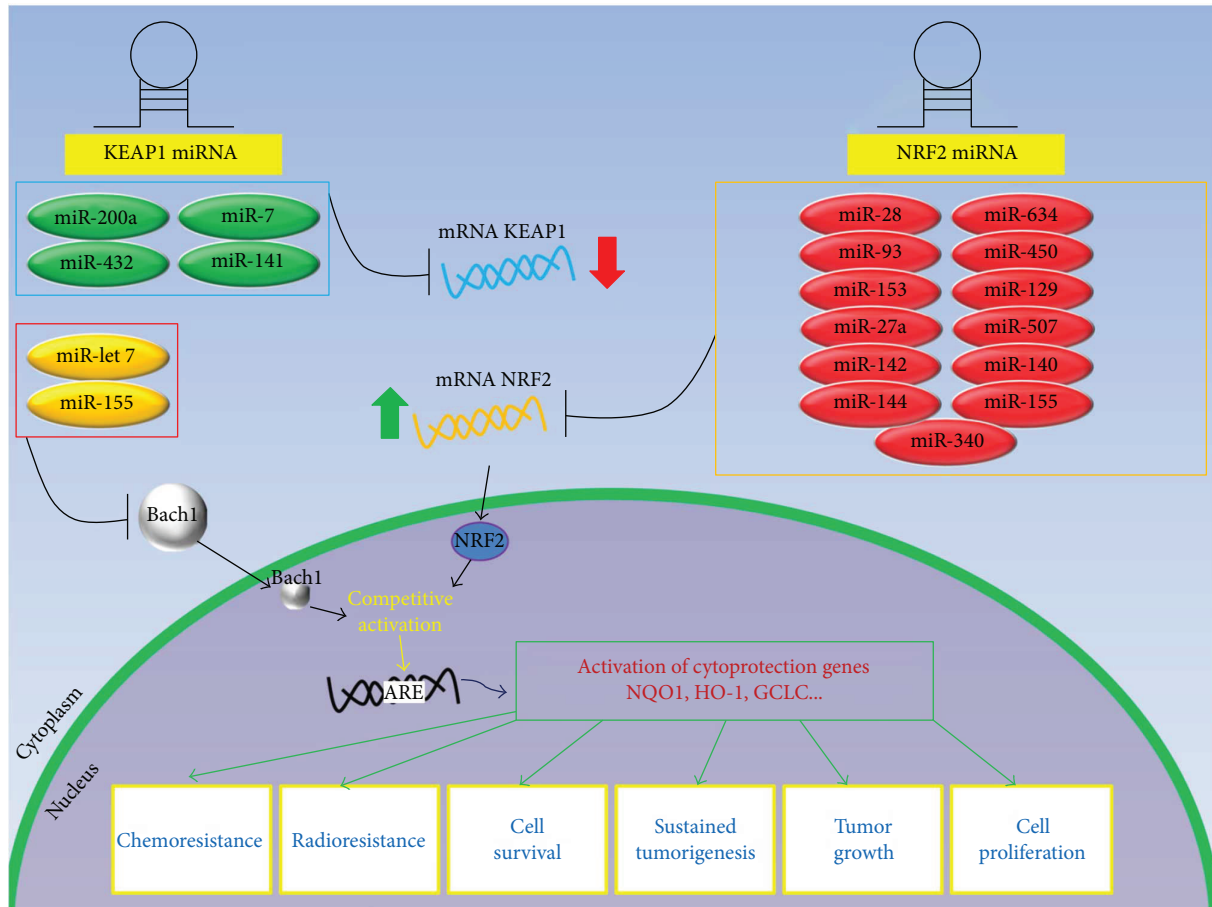 KEAP1 miRNA
NRF2 miRNA
miR-200a
miR-7
miR-432
miR-141
mRNA KEAP1
miR-28
miR-634
miR-93
miR-450
miR-153
miR-129
miR-27a
miR-507
miR-142
miR-140
miR-144
miR-155
miR-340
miR-let 7
miR-155
mRNA NRF2
Bach1
NRF2
Bach1
Competitive
activation
ARE
Activation of cytoprotection genes
NQO1, HO-1, GCLC...
Cytoplasm
Nucleus
Chemoresistance
Radioresistance
Cell
survival
Sustained
tumorigenesis
Tumor
growth
Cell
proliferation